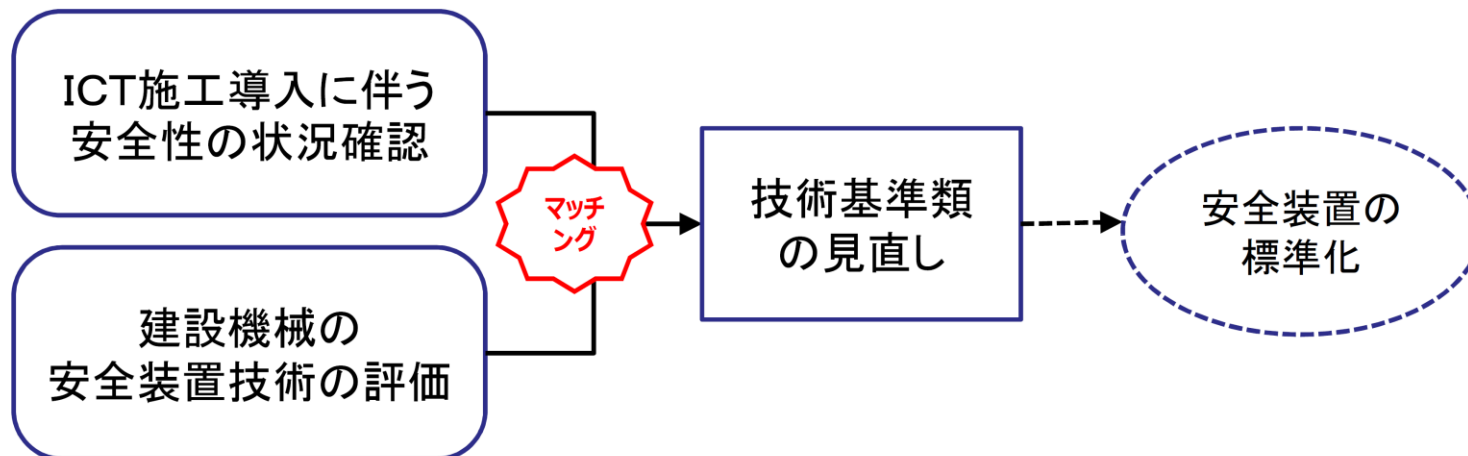 ICT施工導入に伴う
安全性の状況確認
建設機械の
安全装置技術の評価
マッチ
ング
技術基準類
の見直し
安全装置の
標準化